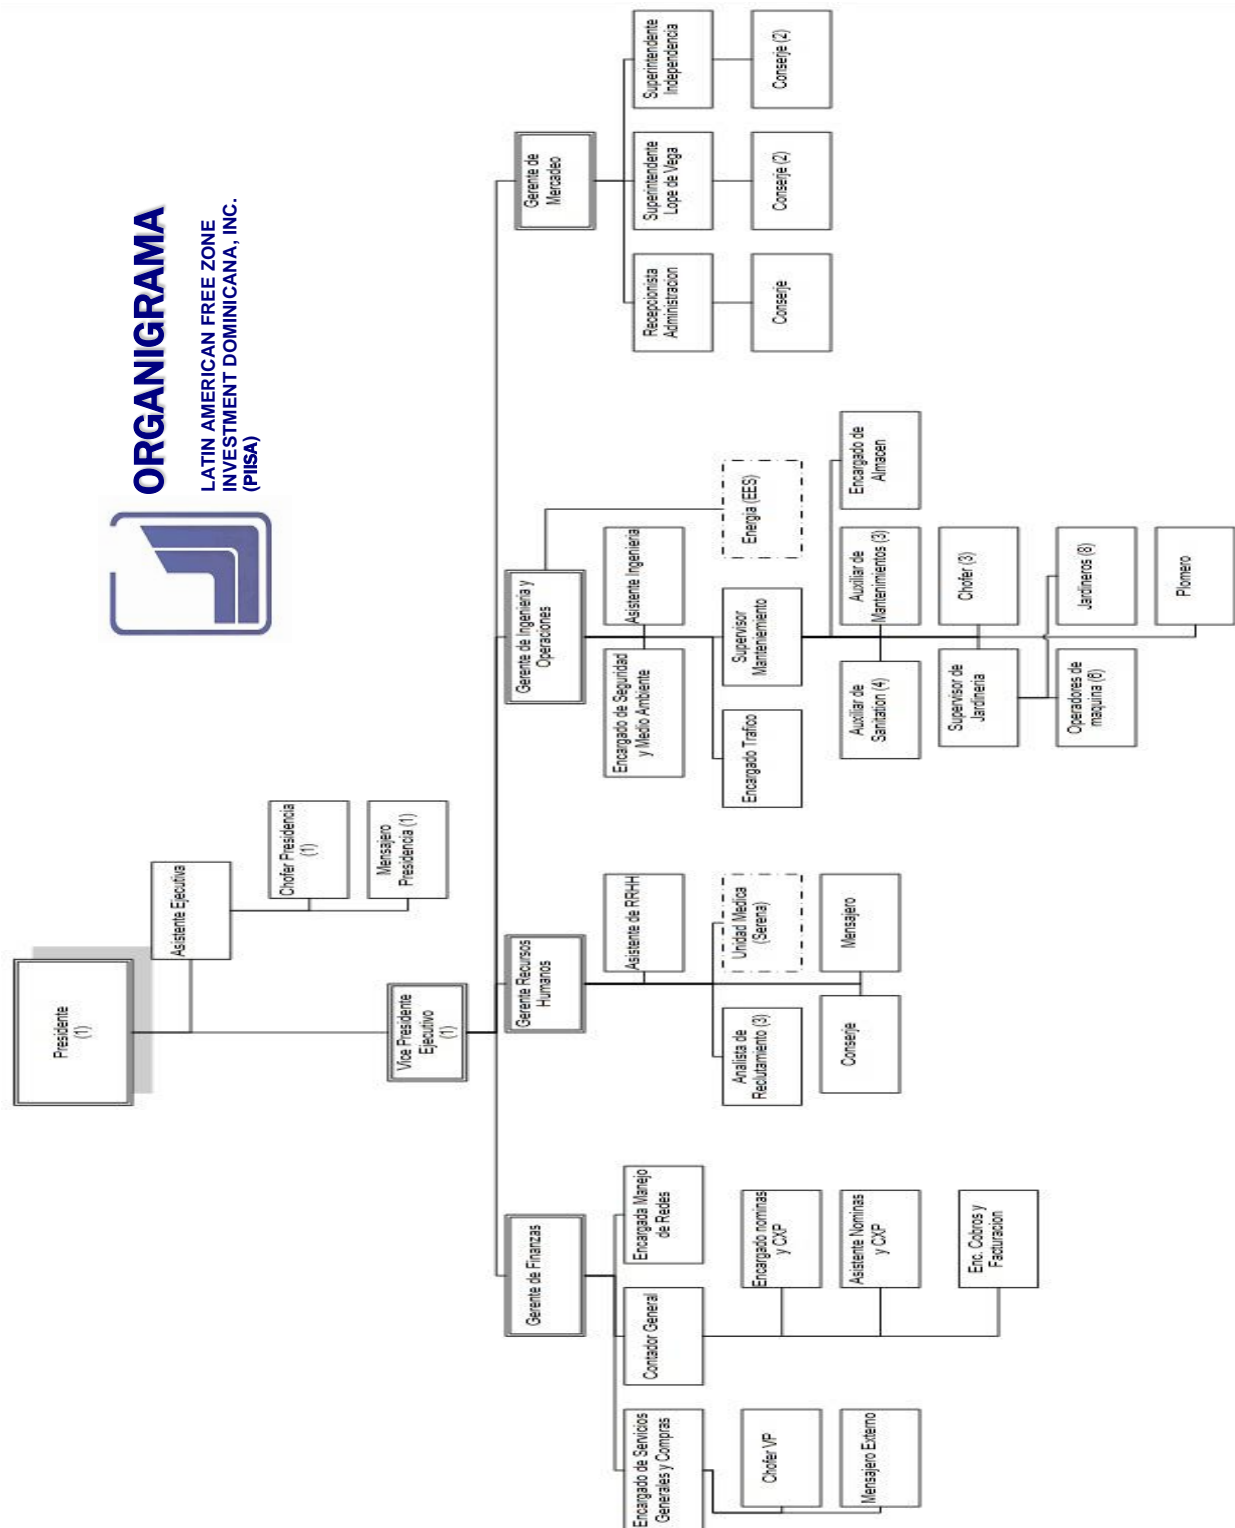 ORGANIGRAMA
LATIN AMERICAN FREE ZONE
INVESTMENT DOMINICANA, INC.
(PIISA)
Presidente
(1)
Asistente Ejecutiva
Chofer Presidencia
(1)
Mensajero
Presidencia (1)
Vice Presidente
Ejecutivo
(1)
Gerente de Finanzas
Gerente Recursos
Humanos
Gerente de Ingenieria y
Operaciones
Gerente de
Mercadeo
Encargado de Servicios
Generales y Compras
Contador General
Encargada Manejo
de Redes
Chofer VP
Mensajero Externo
Encargado nominas
y CXP
Asistente Nominas
y CXP
Enc. Cobros y
Facturacion
Asistente de RRHH
Analista de
Reclutamiento (3)
Unidad Medica
(Serena)
Conserje
Mensajero
Encargado de Seguridad
y Medio Ambiente
Asistente Ingenieria
Encargado Trafico
Supervisor
Manteniemiento
Energia (EES)
Encargado de
Almacen
Auxiliar de
Sanitation (4)
Auxiliar de
Mantenimientos (3)
Supervisor de
Jardineria
Chofer (3)
Operadores de
maquina (6)
Jardineros (8)
Plomero
Recepcionista
Administracion
Superintendente
Lope de Vega
Superintendente
Independencia
Conserje
Conserje (2)
Conserje (2)